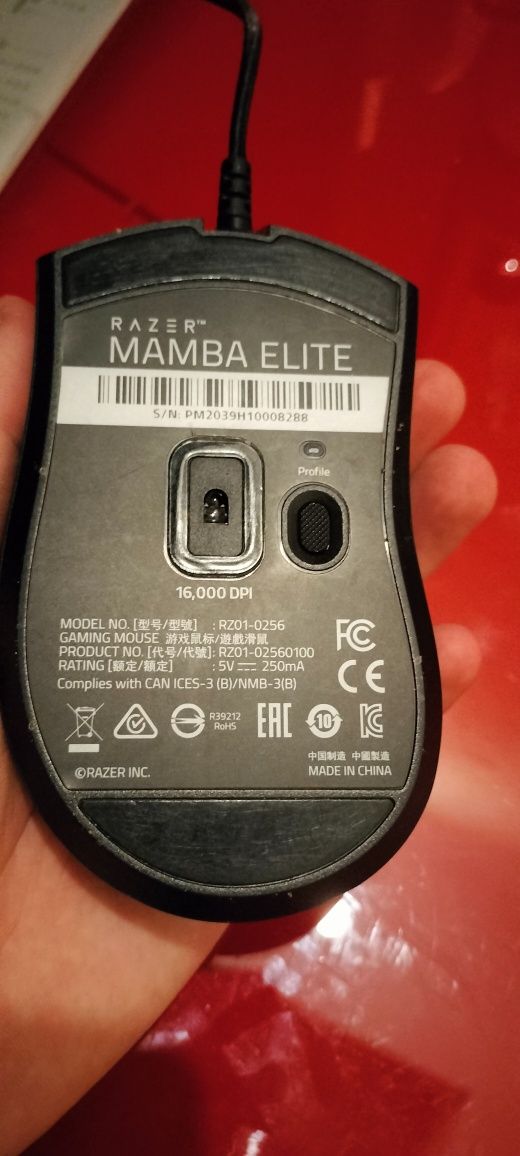 RAZER™
MAMBA ELITE
S/N: PM2039H10008288
Profile
16,000 DPI
MODEL NO. [型号/型號] : RZ01-0256
GAMING MOUSE 游戏鼠标/遊戲滑鼠
PRODUCT NO. [代号/代號]: RZ01-02560100
RATING [额定/額定] : 5V⎓ 250mA
Complies with CAN ICES-3 (B)/NMB-3(B)
FC
CE
R39212
RoHS
EAC
10
中国制造 中國製造
©RAZER INC.
MADE IN CHINA